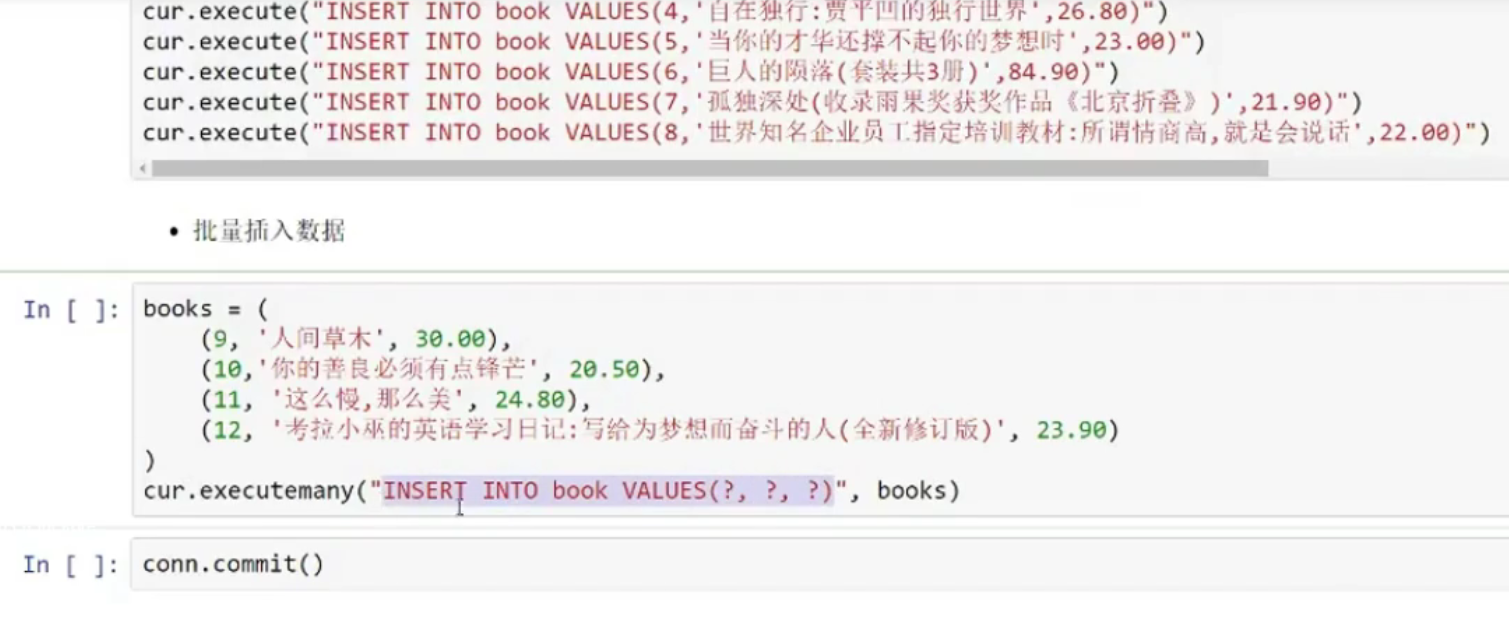 cur.execute("INSERT INTO book VALUES(4,'自在独行:贾平凹的独行世界',26.80)")
cur.execute("INSERT INTO book VALUES(5,'当你的才华还撑不起你的梦想时',23.00)")
cur.execute("INSERT INTO book VALUES(6,'巨人的陨落(套装共3册)',84.90)")
cur.execute("INSERT INTO book VALUES(7,'孤独深处(收录雨果奖获奖作品《北京折叠》)',21.90)")
cur.execute("INSERT INTO book VALUES(8,'世界知名企业员工指定培训教材:所谓情商高,就是会说话',22.00)")
• 批量插入数据
In [ ]: books = (
(9, '人间草木', 30.00),
(10,'你的善良必须有点锋芒', 20.50),
(11, '这么慢,那么美', 24.80),
(12, '考拉小巫的英语学习日记:写给为梦想而奋斗的人(全新修订版)', 23.90)
)
cur.executemany("INSERT INTO book VALUES(?, ?, ?)", books)
In [ ]: conn.commit()